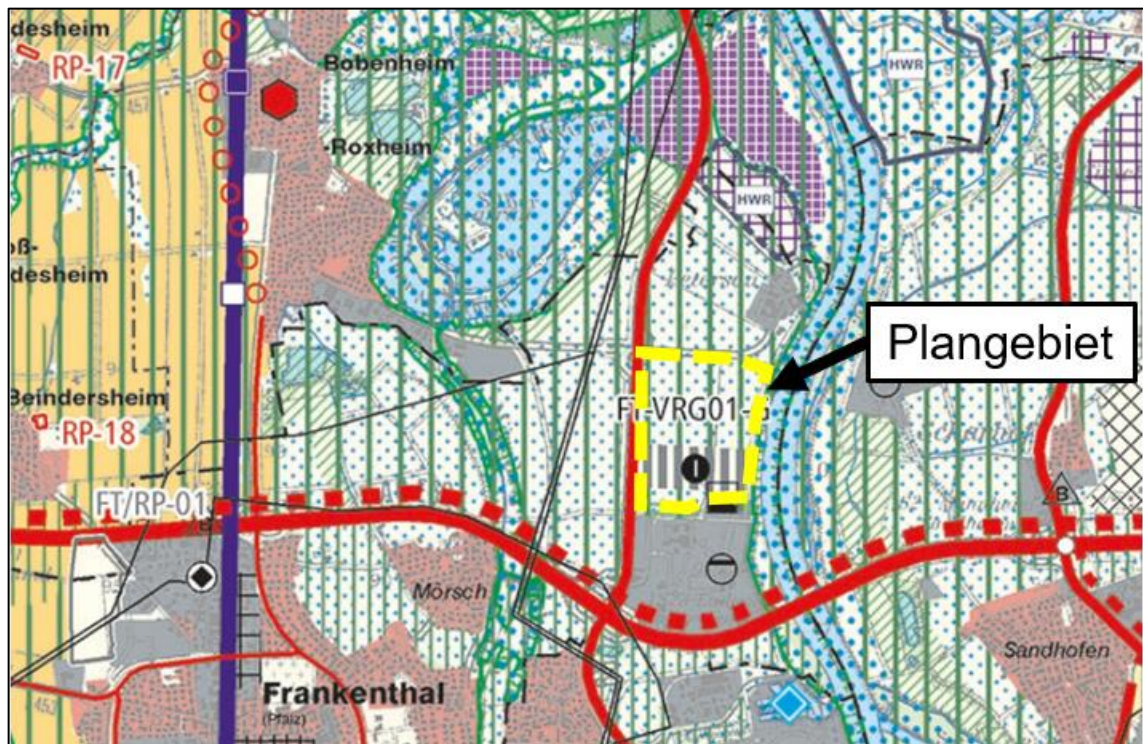 desheim
RP-17
Bobenheim
-Roxheim
HWR
HWR
oß-
desheim
Plangebiet
Beindersheim
RP-18
FT-VRG01-G
FT/RP-01
B
Mörsch
Sandhofen
Frankenthal
(Pfalz)